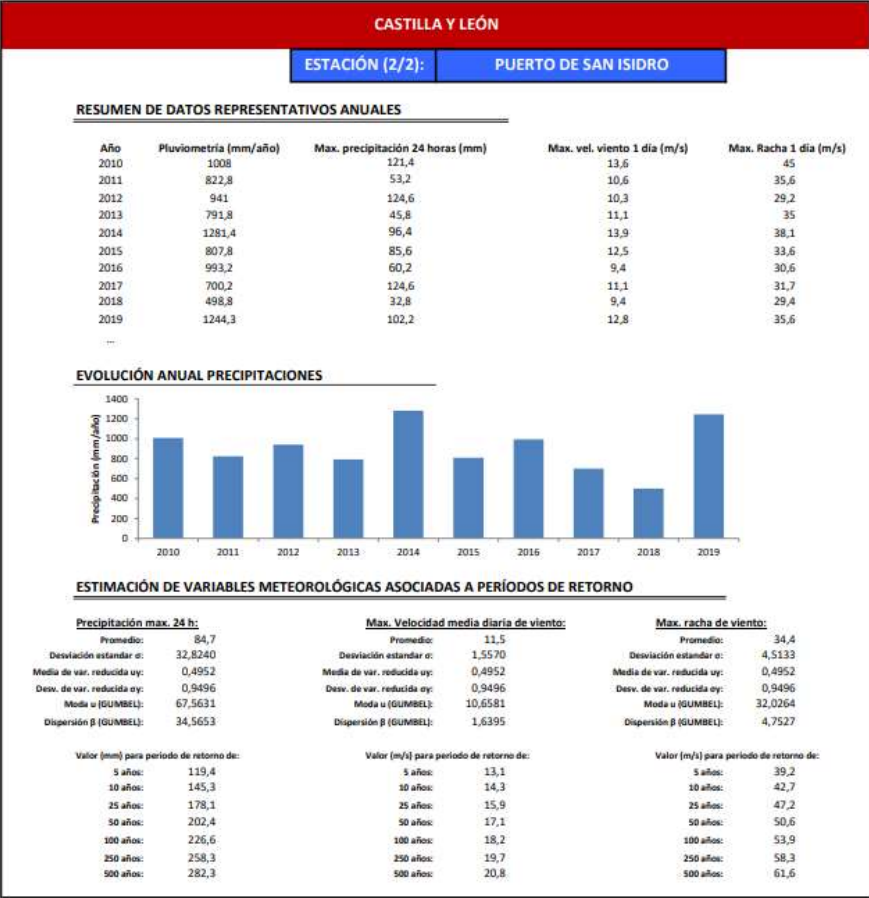 CASTILLA Y LEÓN
ESTACIÓN (2/2): PUERTO DE SAN ISIDRO
RESUMEN DE DATOS REPRESENTATIVOS ANUALES
Año Pluviometría (mm/año) Max. precipitación 24 horas (mm) Max. vel. viento 1 día (m/s) Max. Racha 1 día (m/s)
2010 1008 121,4 13,6 45
2011 822,8 53,2 10,6 35,6
2012 941 124,6 10,3 29,2
2013 791,8 45,8 11,1 35
2014 1281,4 96,4 13,9 38,1
2015 807,8 85,6 12,5 33,6
2016 993,2 60,2 9,4 30,6
2017 700,2 124,6 11,1 31,7
2018 498,8 32,8 9,4 29,4
2019 1244,3 102,2 12,8 35,6
...
EVOLUCIÓN ANUAL PRECIPITACIONES
Precipitación (mm/año)
1400
1200
1000
800
600
400
200
0
2010 2011 2012 2013 2014 2015 2016 2017 2018 2019
ESTIMACIÓN DE VARIABLES METEOROLÓGICAS ASOCIADAS A PERÍODOS DE RETORNO
Precipitación max. 24 h: Max. Velocidad media diaria de viento: Max. racha de viento:
Promedio: 84,7 Promedio: 11,5 Promedio: 34,4
Desviación estandar σ: 32,8240 Desviación estandar σ: 1,5570 Desviación estandar σ: 4,5133
Media de var. reducida uy: 0,4952 Media de var. reducida uy: 0,4952 Media de var. reducida uy: 0,4952
Desv. de var. reducida σy: 0,9496 Desv. de var. reducida σy: 0,9496 Desv. de var. reducida σy: 0,9496
Moda u (GUMBEL): 67,5631 Moda u (GUMBEL): 10,6581 Moda u (GUMBEL): 32,0264
Dispersión β (GUMBEL): 34,5653 Dispersión β (GUMBEL): 1,6395 Dispersión β (GUMBEL): 4,7527
Valor (mm) para periodo de retorno de: Valor (m/s) para periodo de retorno de: Valor (m/s) para periodo de retorno de:
5 años: 119,4 5 años: 13,1 5 años: 39,2
10 años: 145,3 10 años: 14,3 10 años: 42,7
25 años: 178,1 25 años: 15,9 25 años: 47,2
50 años: 202,4 50 años: 17,1 50 años: 50,6
100 años: 226,6 100 años: 18,2 100 años: 53,9
250 años: 258,3 250 años: 19,7 250 años: 58,3
500 años: 282,3 500 años: 20,8 500 años: 61,6